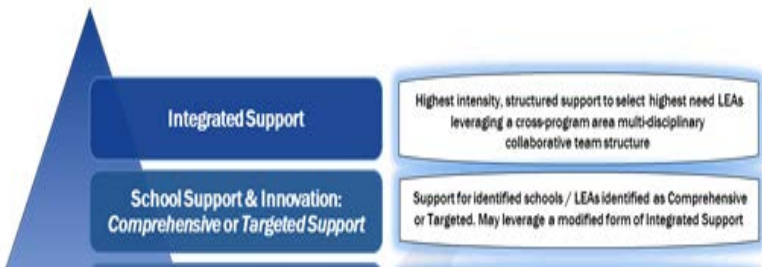 Integrated Support
Highest intensity, structured support to select highest need LEAs
leveraging a cross-program area multi-disciplinary
collaborative team structure
School Support & Innovation:
Comprehensive or Targeted Support
Support for identified schools / LEAs identified as Comprehensive
or Targeted. May leverage a modified form of Integrated Support